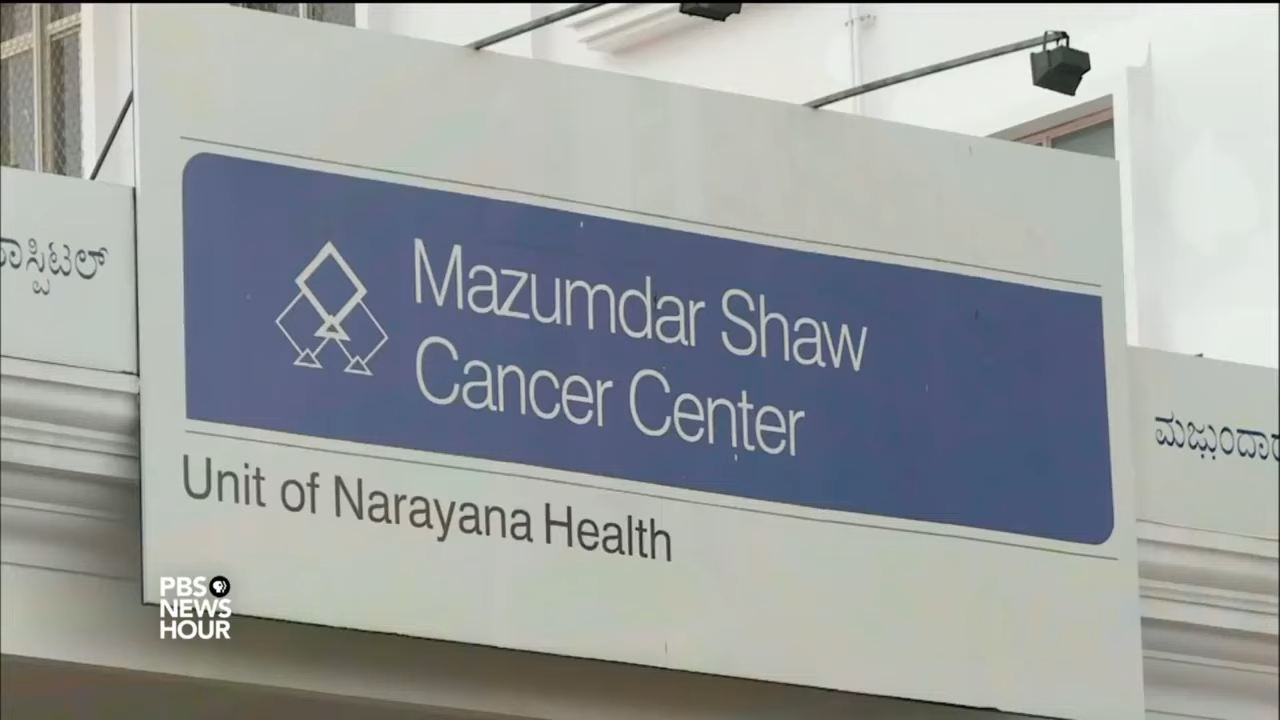 Mazumdar Shaw
Cancer Center
Unit of Narayana Health
PBS
NEWS
HOUR